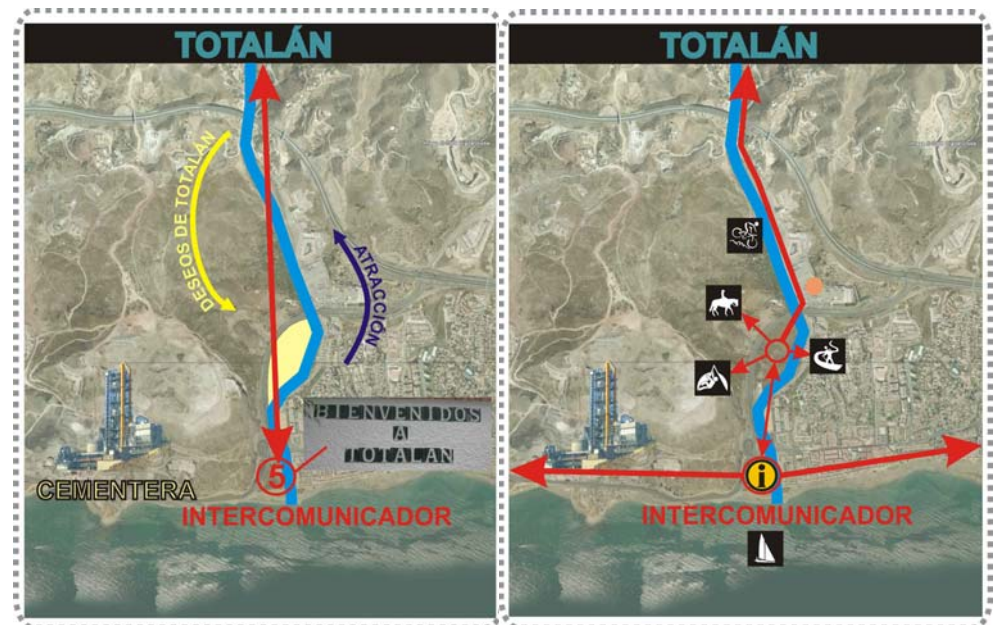 TOTALÁN
DESEOS DE TOTALÁN
ATRACCIÓN
BIENVENIDOS
A
TOTALAN
5
CEMENTERA
INTERCOMUNICADOR
TOTALÁN
i
INTERCOMUNICADOR